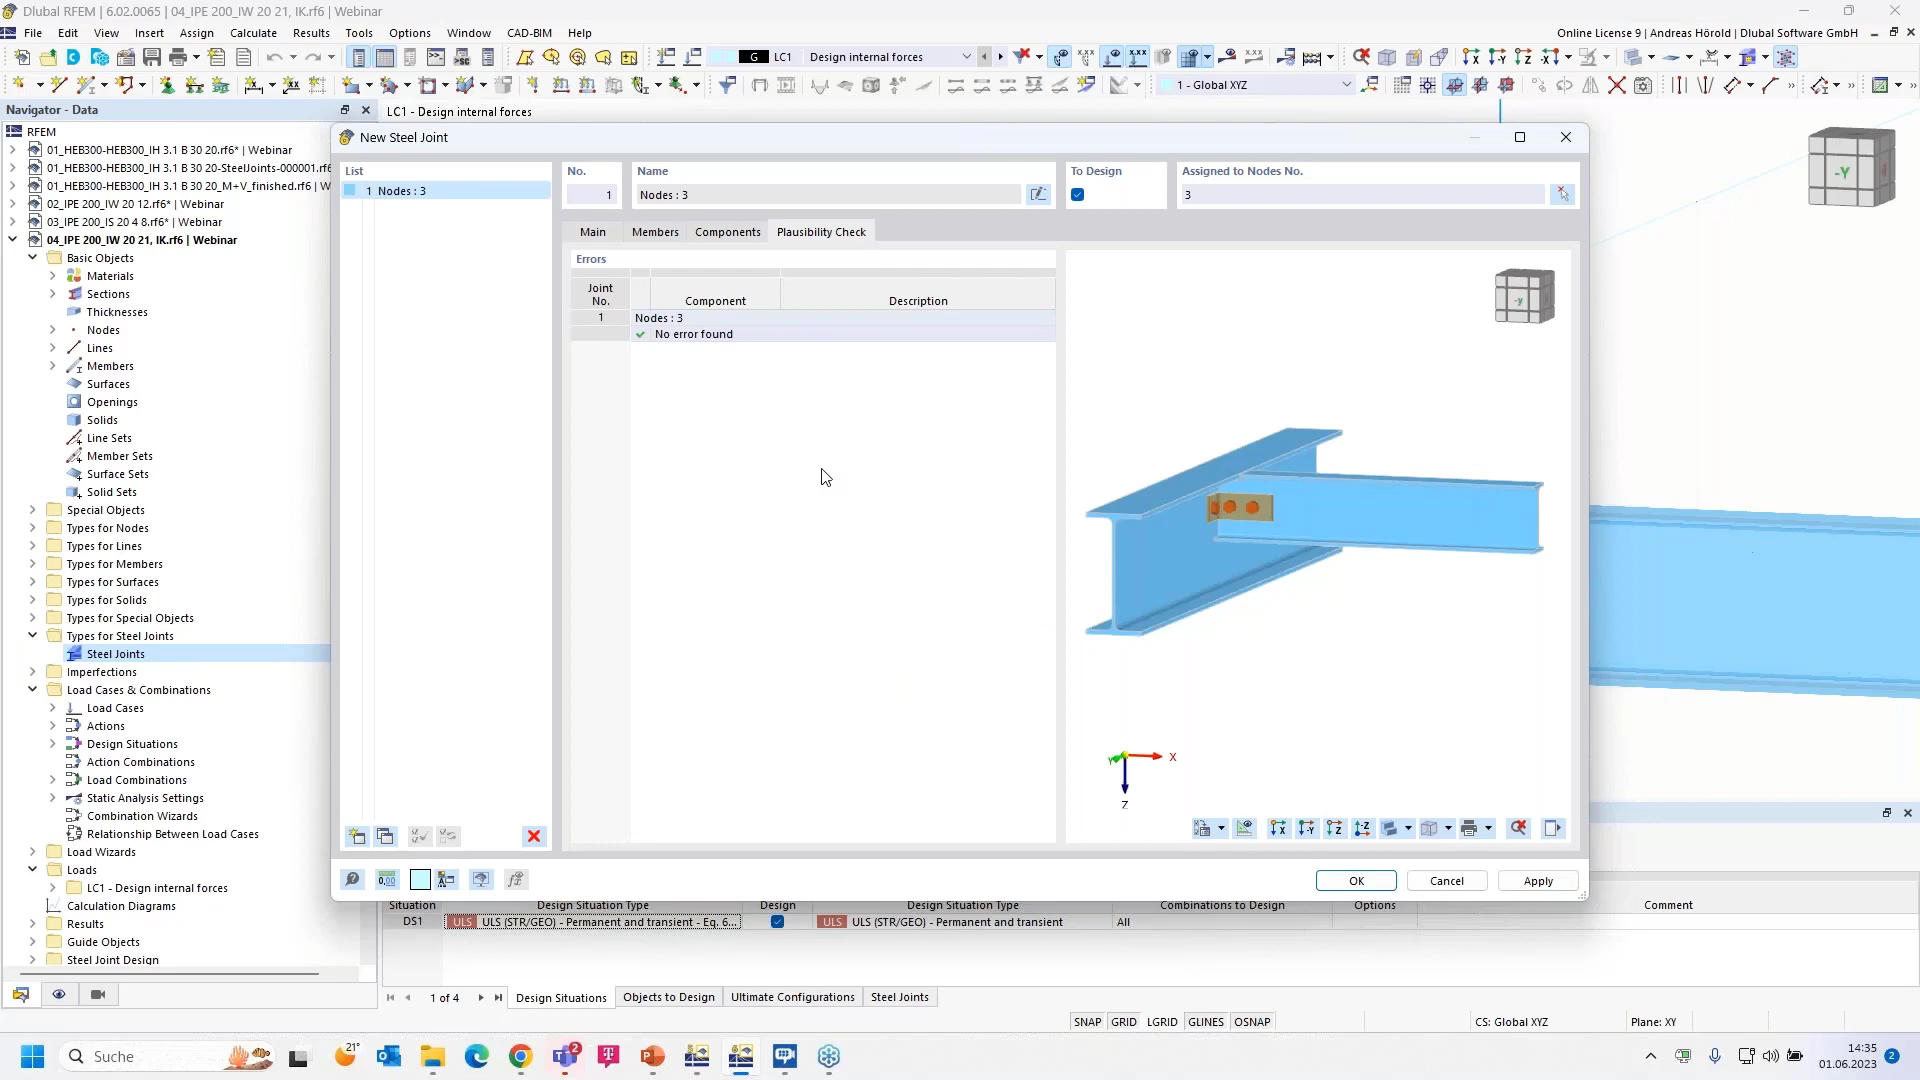 Dlubal RFEM | 6.02.0065 | 04_IPE 200_IW 20 21, IK.rf6 | Webinar
File Edit View Insert Assign Calculate Results Tools Options Window CAD-BIM Help
Online License 9 | Andreas Hörold | Dlubal Software GmbH
G LC1 Design internal forces
1 - Global XYZ
Navigator - Data
LC1 - Design internal forces
RFEM
01_HEB300-HEB300_IH 3.1 B 30 20.rf6* | Webinar
01_HEB300-HEB300_IH 3.1 B 30 20-SteelJoints-000001.rf6
01_HEB300-HEB300_IH 3.1 B 30 20_M+V_finished.rf6 | W
02_IPE 200_IW 20 12.rf6* | Webinar
03_IPE 200_IS 20 4 8.rf6* | Webinar
04_IPE 200_IW 20 21, IK.rf6 | Webinar
Basic Objects
Materials
Sections
Thicknesses
Nodes
Lines
Members
Surfaces
Openings
Solids
Line Sets
Member Sets
Surface Sets
Solid Sets
Special Objects
Types for Nodes
Types for Lines
Types for Members
Types for Surfaces
Types for Solids
Types for Special Objects
Types for Steel Joints
Steel Joints
Imperfections
Load Cases & Combinations
Load Cases
Actions
Design Situations
Action Combinations
Load Combinations
Static Analysis Settings
Combination Wizards
Relationship Between Load Cases
Load Wizards
Loads
LC1 - Design internal forces
Calculation Diagrams
Results
Guide Objects
Steel Joint Design
New Steel Joint
List
1 Nodes : 3
No.
1
Name
Nodes : 3
To Design
Assigned to Nodes No.
3
Main Members Components Plausibility Check
Errors
Joint No. Component Description
1 Nodes : 3
No error found
-y
-Y
X
Y
Z
OK Cancel Apply
Situation Design Situation Type Design Design Situation Type Combinations to Design Options Comment
DS1 ULS ULS (STR/GEO) - Permanent and transient - Eq. 6... ULS ULS (STR/GEO) - Permanent and transient All
1 of 4 Design Situations Objects to Design Ultimate Configurations Steel Joints
SNAP GRID LGRID GLINES OSNAP CS: Global XYZ Plane: XY
Suche
21°
2
14:35
01.06.2023
2